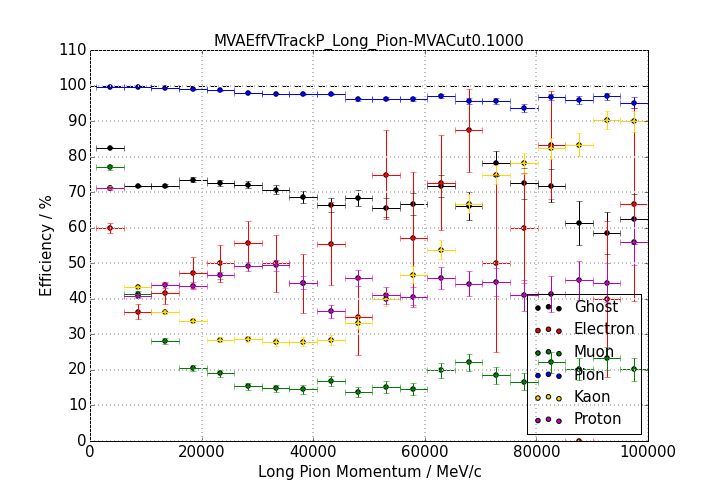 MVAEffVTrackP_Long_Pion-MVACut0.1000
110
100
90
80
70
60
50
40
30
20
10
0
Efficiency / %
Ghost
Electron
Muon
Pion
Kaon
Proton
0 20000 40000 60000 80000 100000
Long Pion Momentum / MeV/c